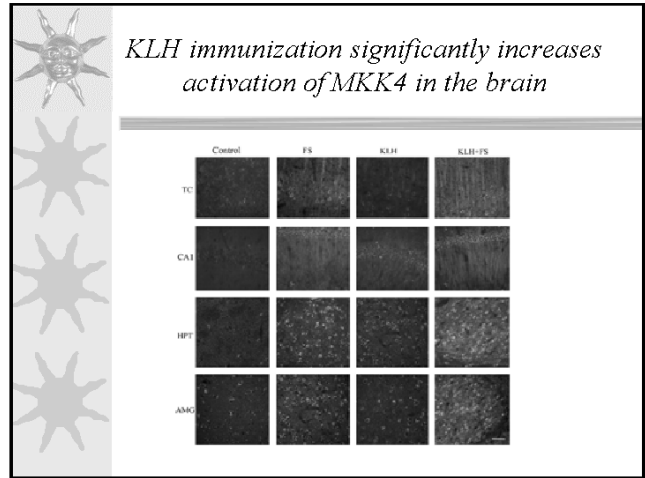 KLH immunization significantly increases
activation of MKK4 in the brain
Control FS KLH KLH+FS
TC
CA1
HPT
AMG